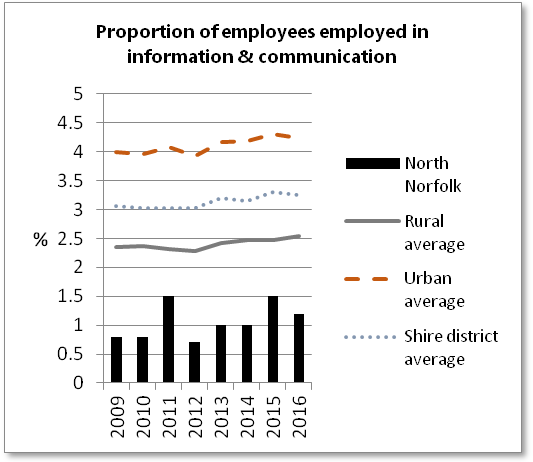 Proportion of employees employed in
information & communication
5
4.5
4
3.5
3
2.5
2
1.5
1
0.5
0
%
2009
2010
2011
2012
2013
2014
2015
2016
North
Norfolk
Rural
average
Urban
average
Shire district
average